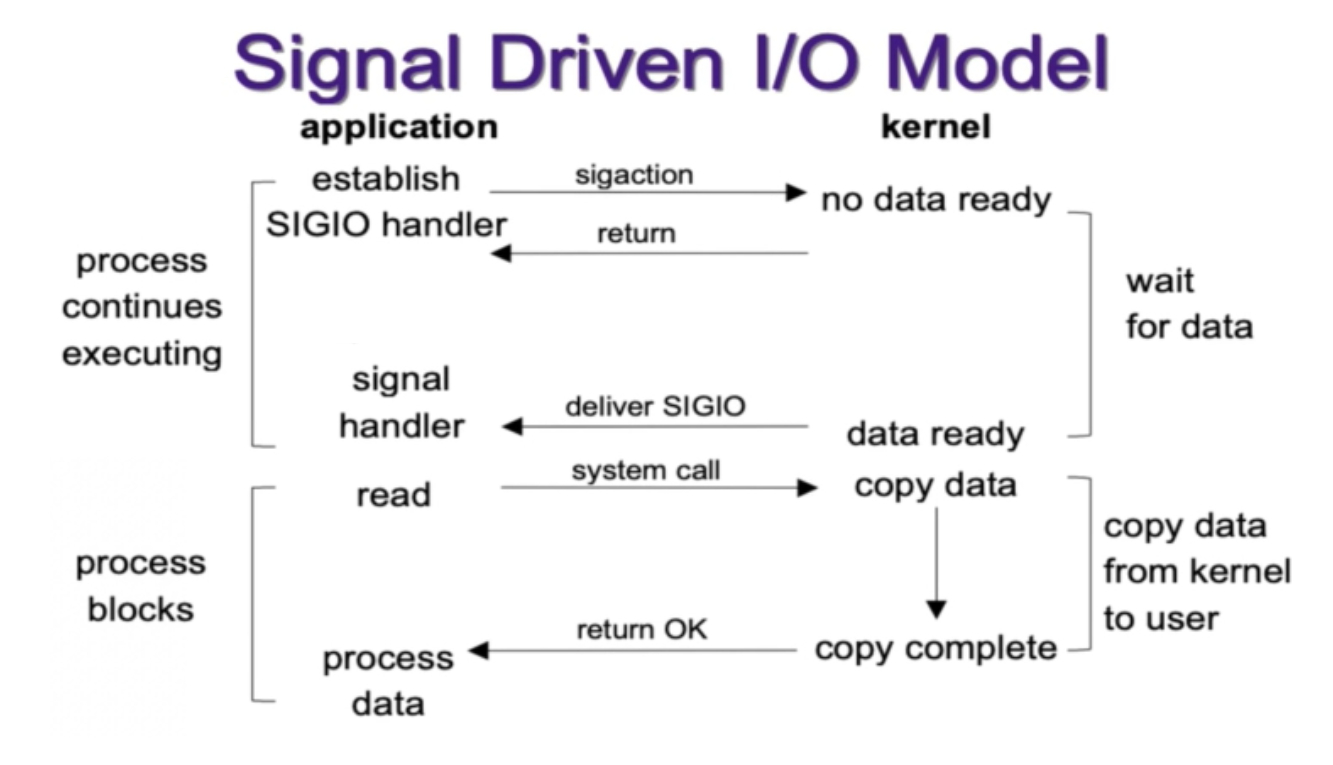 Signal Driven I/O Model
application
kernel
establish
SIGIO handler
sigaction
no data ready
return
process
continues
executing
wait
for data
signal
handler
deliver SIGIO
data ready
read
system call
copy data
process
blocks
copy data
from kernel
to user
return OK
copy complete
process
data